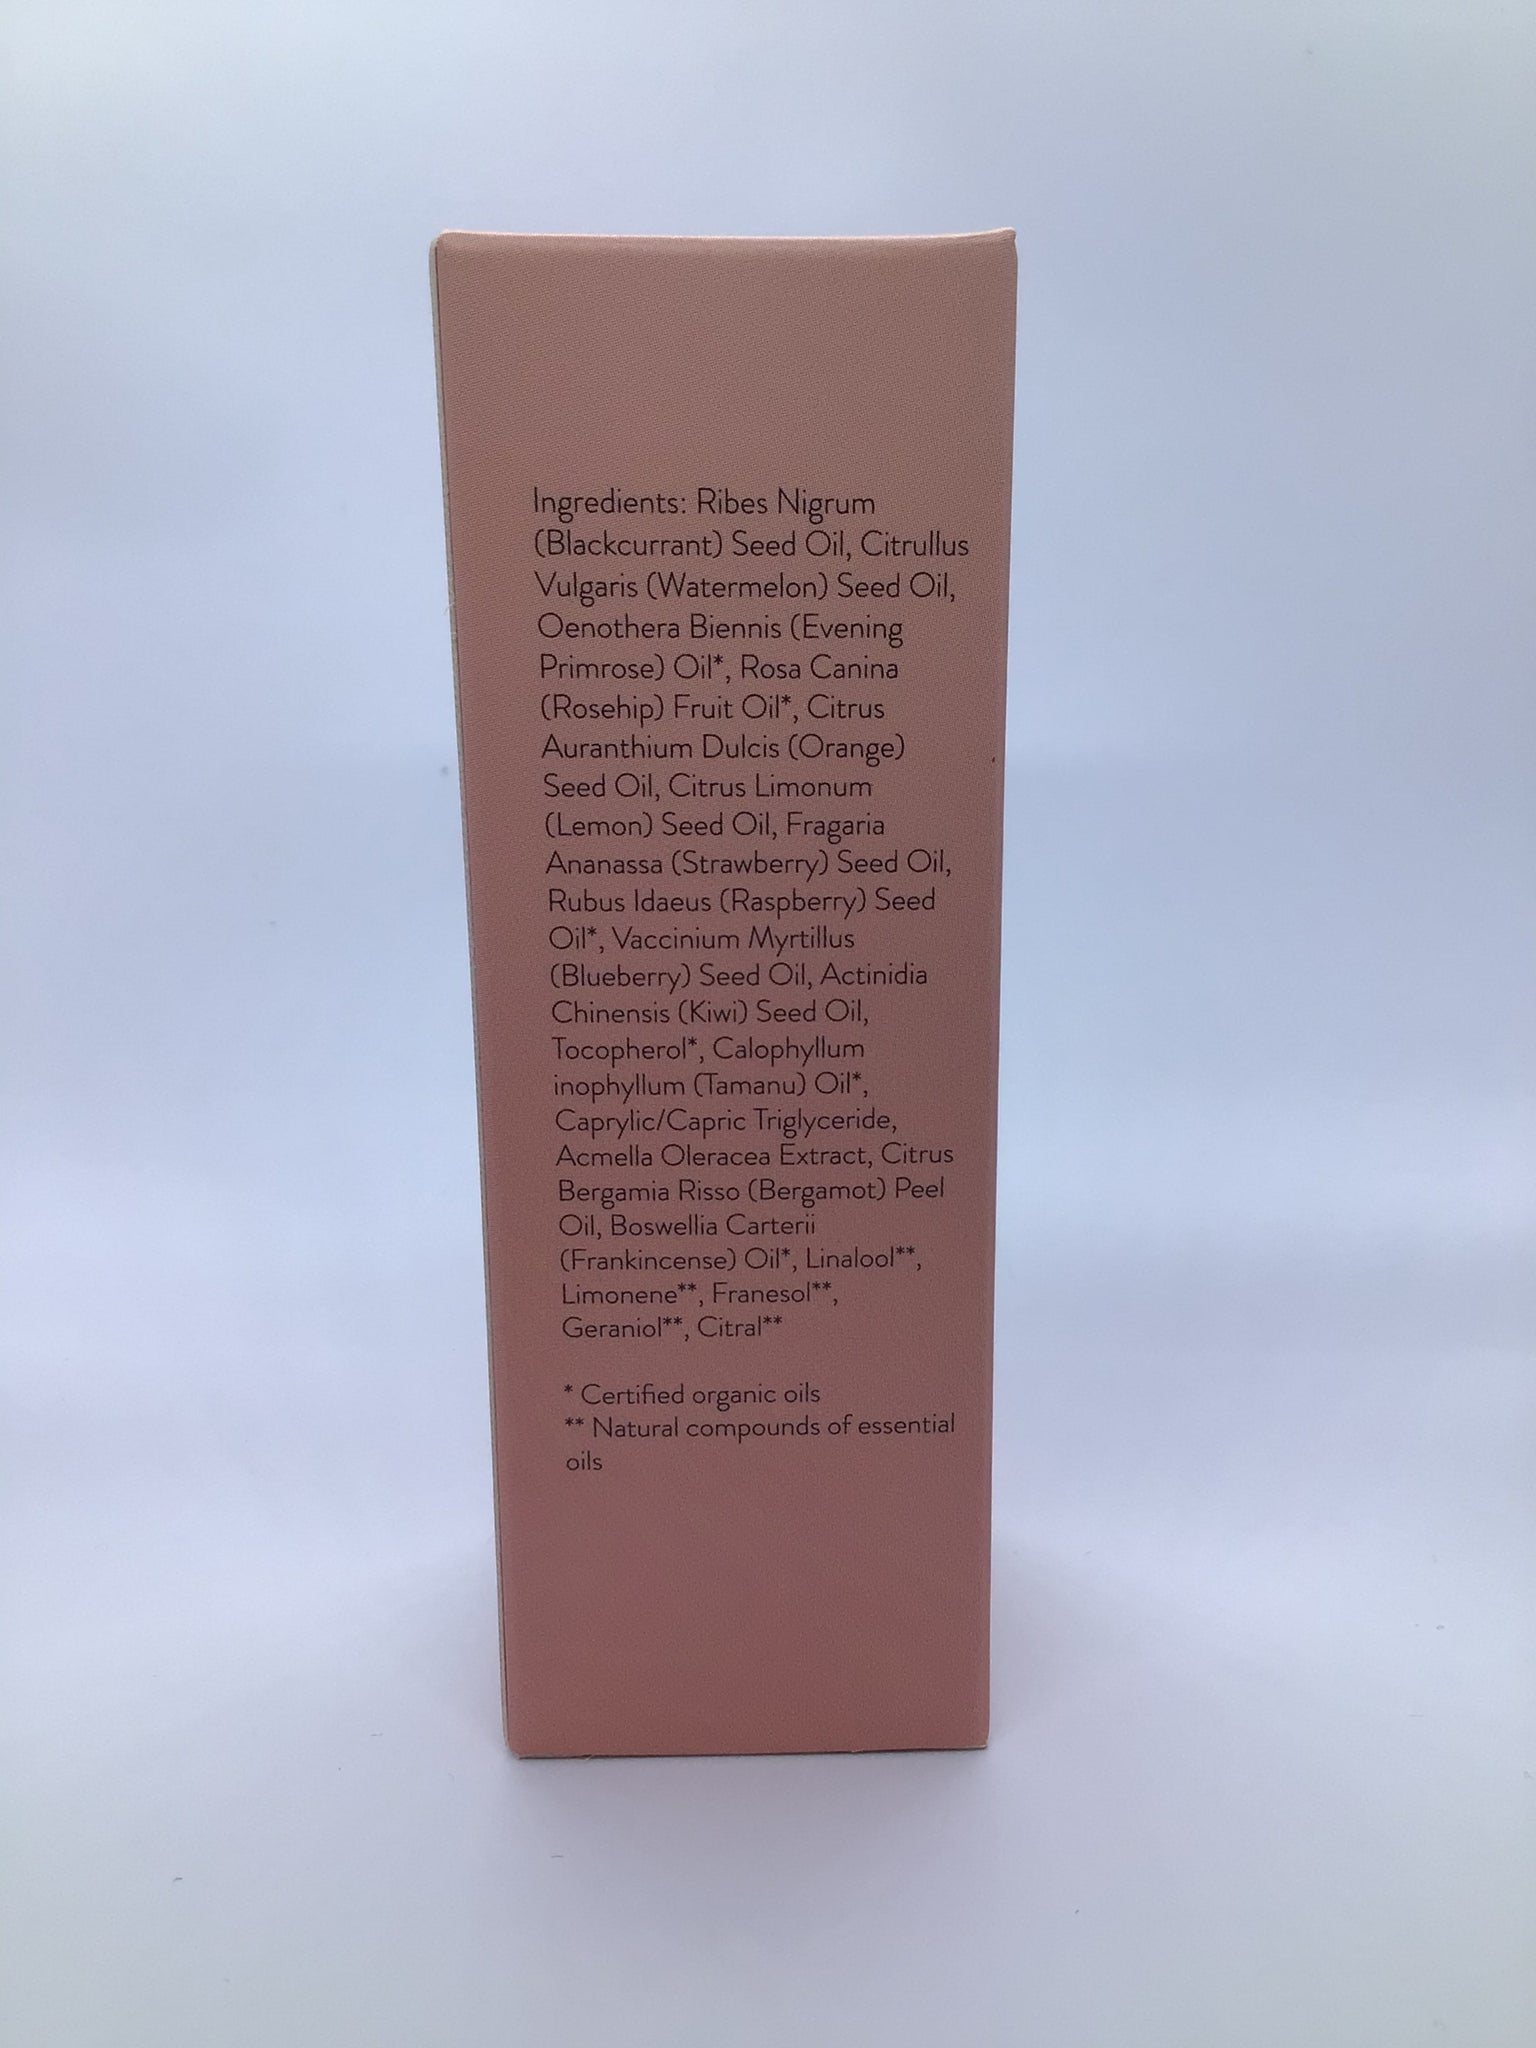 Ingredients: Ribes Nigrum
(Blackcurrant) Seed Oil, Citrullus
Vulgaris (Watermelon) Seed Oil,
Oenothera Biennis (Evening
Primrose) Oil*, Rosa Canina
(Rosehip) Fruit Oil*, Citrus
Auranthium Dulcis (Orange)
Seed Oil, Citrus Limonum
(Lemon) Seed Oil, Fragaria
Ananassa (Strawberry) Seed Oil,
Rubus Idaeus (Raspberry) Seed
Oil*, Vaccinium Myrtillus
(Blueberry) Seed Oil, Actinidia
Chinensis (Kiwi) Seed Oil,
Tocopherol*, Calophyllum
inophyllum (Tamanu) Oil*,
Caprylic/Capric Triglyceride,
Acmella Oleracea Extract, Citrus
Bergamia Risso (Bergamot) Peel
Oil, Boswellia Carterii
(Frankincense) Oil*, Linalool**,
Limonene**, Franesol**,
Geraniol**, Citral**
* Certified organic oils
** Natural compounds of essential
oils